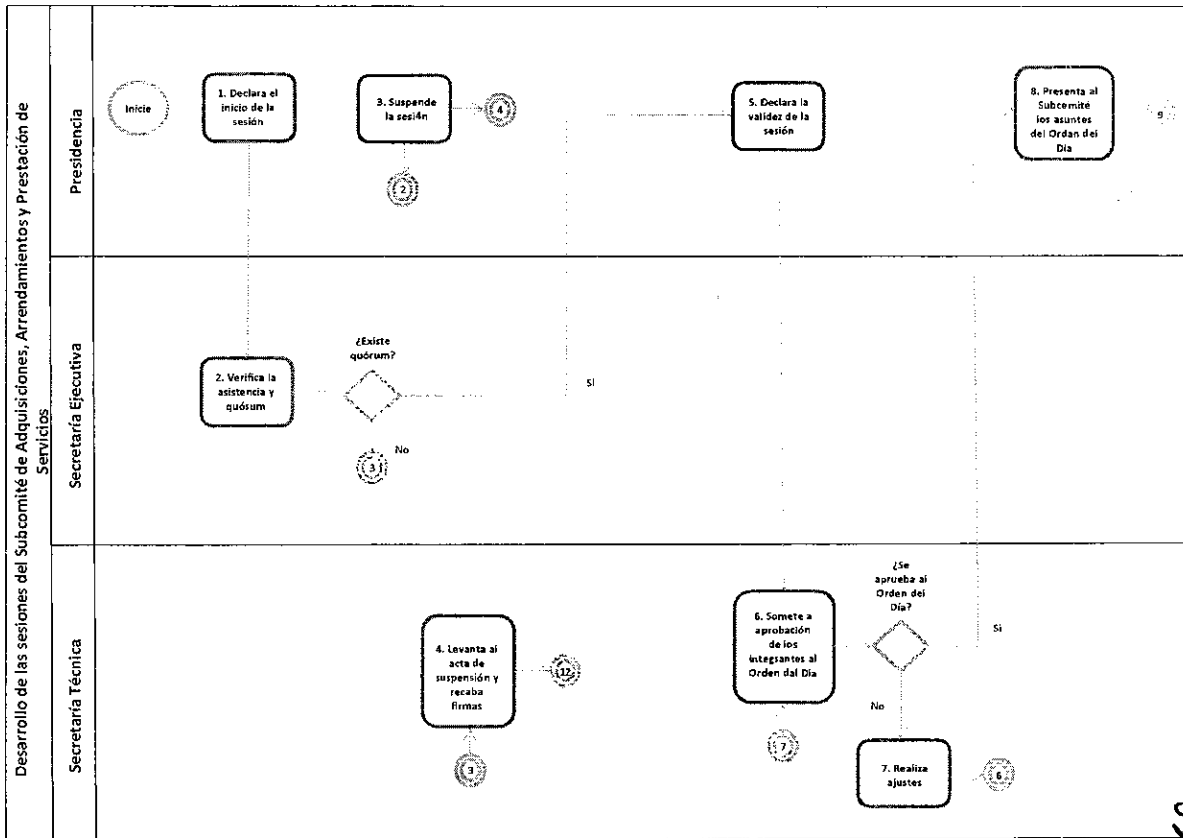 Desarrollo de las sesiones del Subcomité de Adquisiciones, Arrendamientos y Prestación de
Servicios
Presidencia
Inicie
1. Declara el
inicio de la
sesión
3. Suspende
la sesi4n
4
2
5. Declara la
validez de la
sesión
8. Presenta al
Subcemité
los asuntes
del Ordan dei
Día
9
Secretaría Ejecutiva
2. Verifica la
asistencia y
quósum
¿Existe
quórum?
Si
No
3
Secretaría Técnica
4. Levanta ai
acta de
suspensión y
recaba
firmas
12
3
6. Somete a
aprobación
de ios
integsantes al
Orden dal Día
7
¿Se
aprueba ai
Orden dei
Día?
Si
No
7. Realiza
ajustes
6